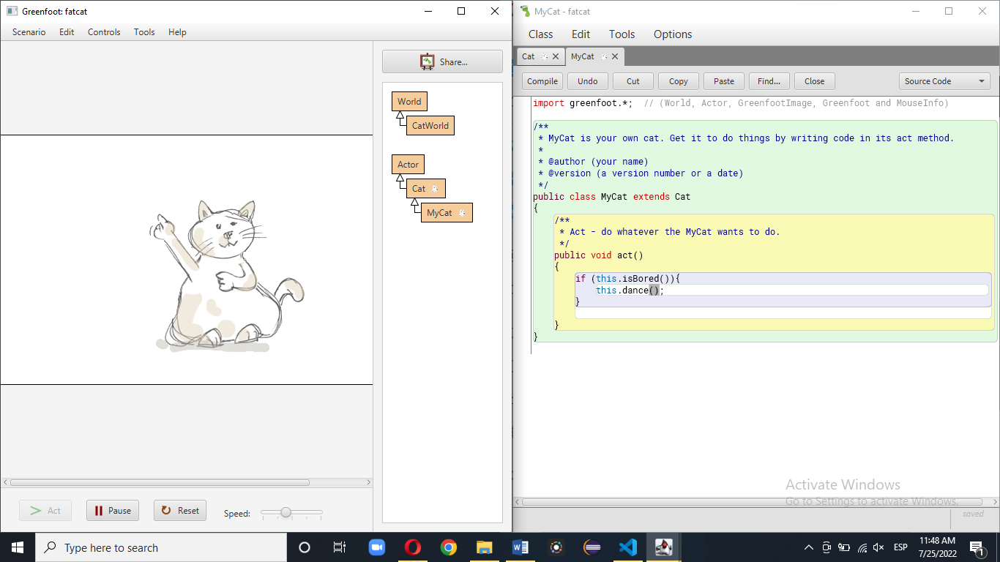 Greenfoot: fatcat
Scenario Edit Controls Tools Help
Share...
World
CatWorld
Actor
Cat
MyCat
Act
Pause
Reset
Speed:
MyCat - fatcat
Class Edit Tools Options
Cat MyCat
Compile Undo Cut Copy Paste Find... Close Source Code
import greenfoot.*;  // (World, Actor, GreenfootImage, Greenfoot and MouseInfo)
/**
 * MyCat is your own cat. Get it to do things by writing code in its act method.
 *
 * @author (your name)
 * @version (a version number or a date)
 */
public class MyCat extends Cat
{
    /**
     * Act - do whatever the MyCat wants to do.
     */
    public void act()
    {
        if (this.isBored()){
            this.dance();
        }
    }
}
Activate Windows
Go to Settings to activate Windows.
saved
Type here to search
ESP
11:48 AM
7/25/2022
1